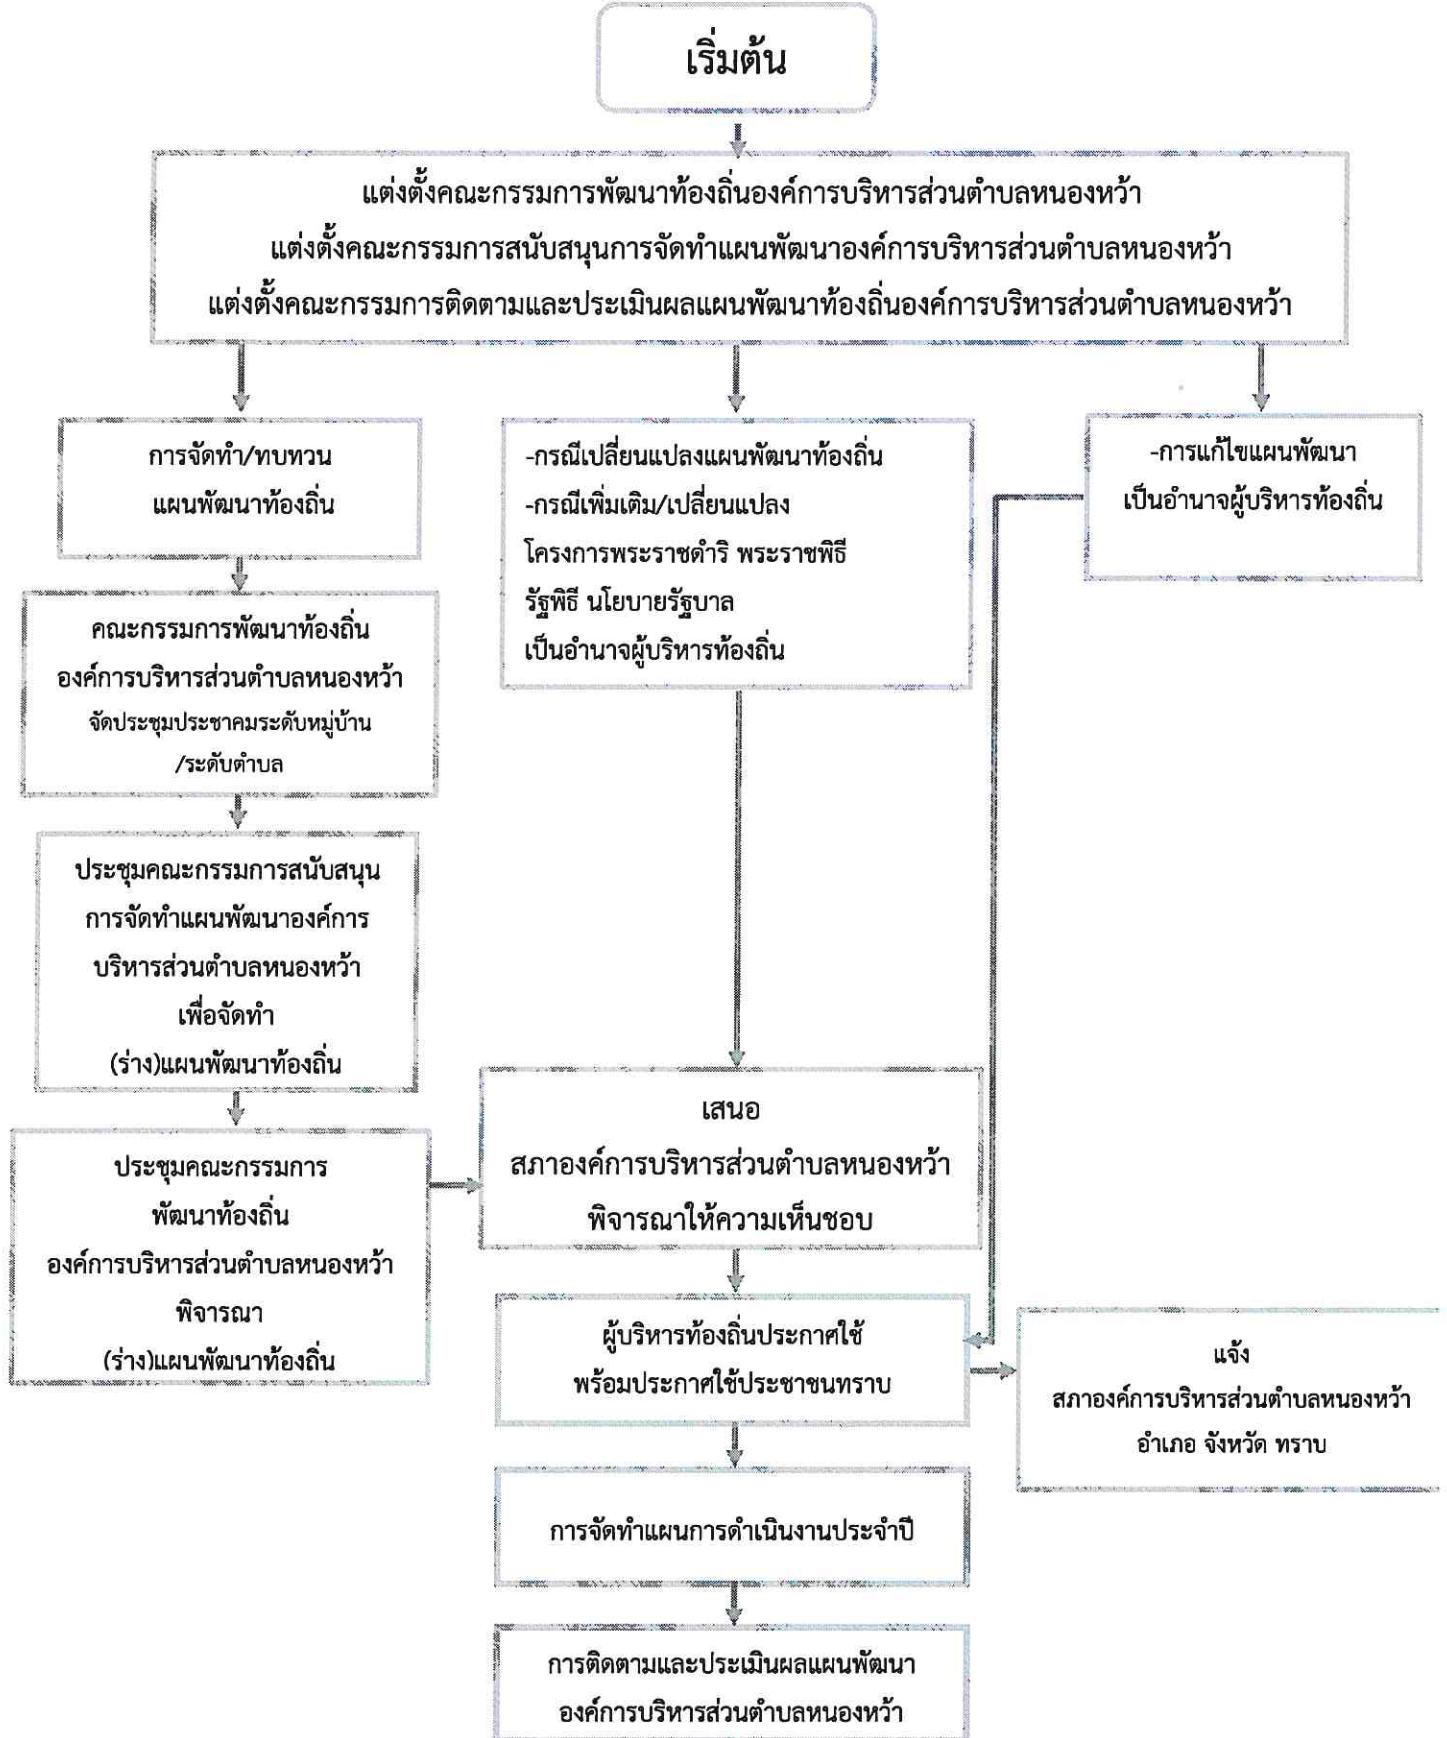 เริ่มต้น
แต่งตั้งคณะกรรมการพัฒนาท้องถิ่นองค์การบริหารส่วนตำบลหนองหว้า
แต่งตั้งคณะกรรมการสนับสนุนการจัดทำแผนพัฒนาองค์การบริหารส่วนตำบลหนองหว้า
แต่งตั้งคณะกรรมการติดตามและประเมินผลแผนพัฒนาท้องถิ่นองค์การบริหารส่วนตำบลหนองหว้า
การจัดทำ/ทบทวน
แผนพัฒนาท้องถิ่น
คณะกรรมการพัฒนาท้องถิ่น
องค์การบริหารส่วนตำบลหนองหว้า
จัดประชุมประชาคมระดับหมู่บ้าน
/ระดับตำบล
ประชุมคณะกรรมการสนับสนุน
การจัดทำแผนพัฒนาองค์การ
บริหารส่วนตำบลหนองหว้า
เพื่อจัดทำ
(ร่าง)แผนพัฒนาท้องถิ่น
ประชุมคณะกรรมการ
พัฒนาท้องถิ่น
องค์การบริหารส่วนตำบลหนองหว้า
พิจารณา
(ร่าง)แผนพัฒนาท้องถิ่น
-กรณีเปลี่ยนแปลงแผนพัฒนาท้องถิ่น
-กรณีเพิ่มเติม/เปลี่ยนแปลง
โครงการพระราชดำริ พระราชพิธี
รัฐพิธี นโยบายรัฐบาล
เป็นอำนาจผู้บริหารท้องถิ่น
-การแก้ไขแผนพัฒนา
เป็นอำนาจผู้บริหารท้องถิ่น
เสนอ
สภาองค์การบริหารส่วนตำบลหนองหว้า
พิจารณาให้ความเห็นชอบ
ผู้บริหารท้องถิ่นประกาศใช้
พร้อมประกาศใช้ประชาชนทราบ
แจ้ง
สภาองค์การบริหารส่วนตำบลหนองหว้า
อำเภอ จังหวัด ทราบ
การจัดทำแผนการดำเนินงานประจำปี
การติดตามและประเมินผลแผนพัฒนา
องค์การบริหารส่วนตำบลหนองหว้า